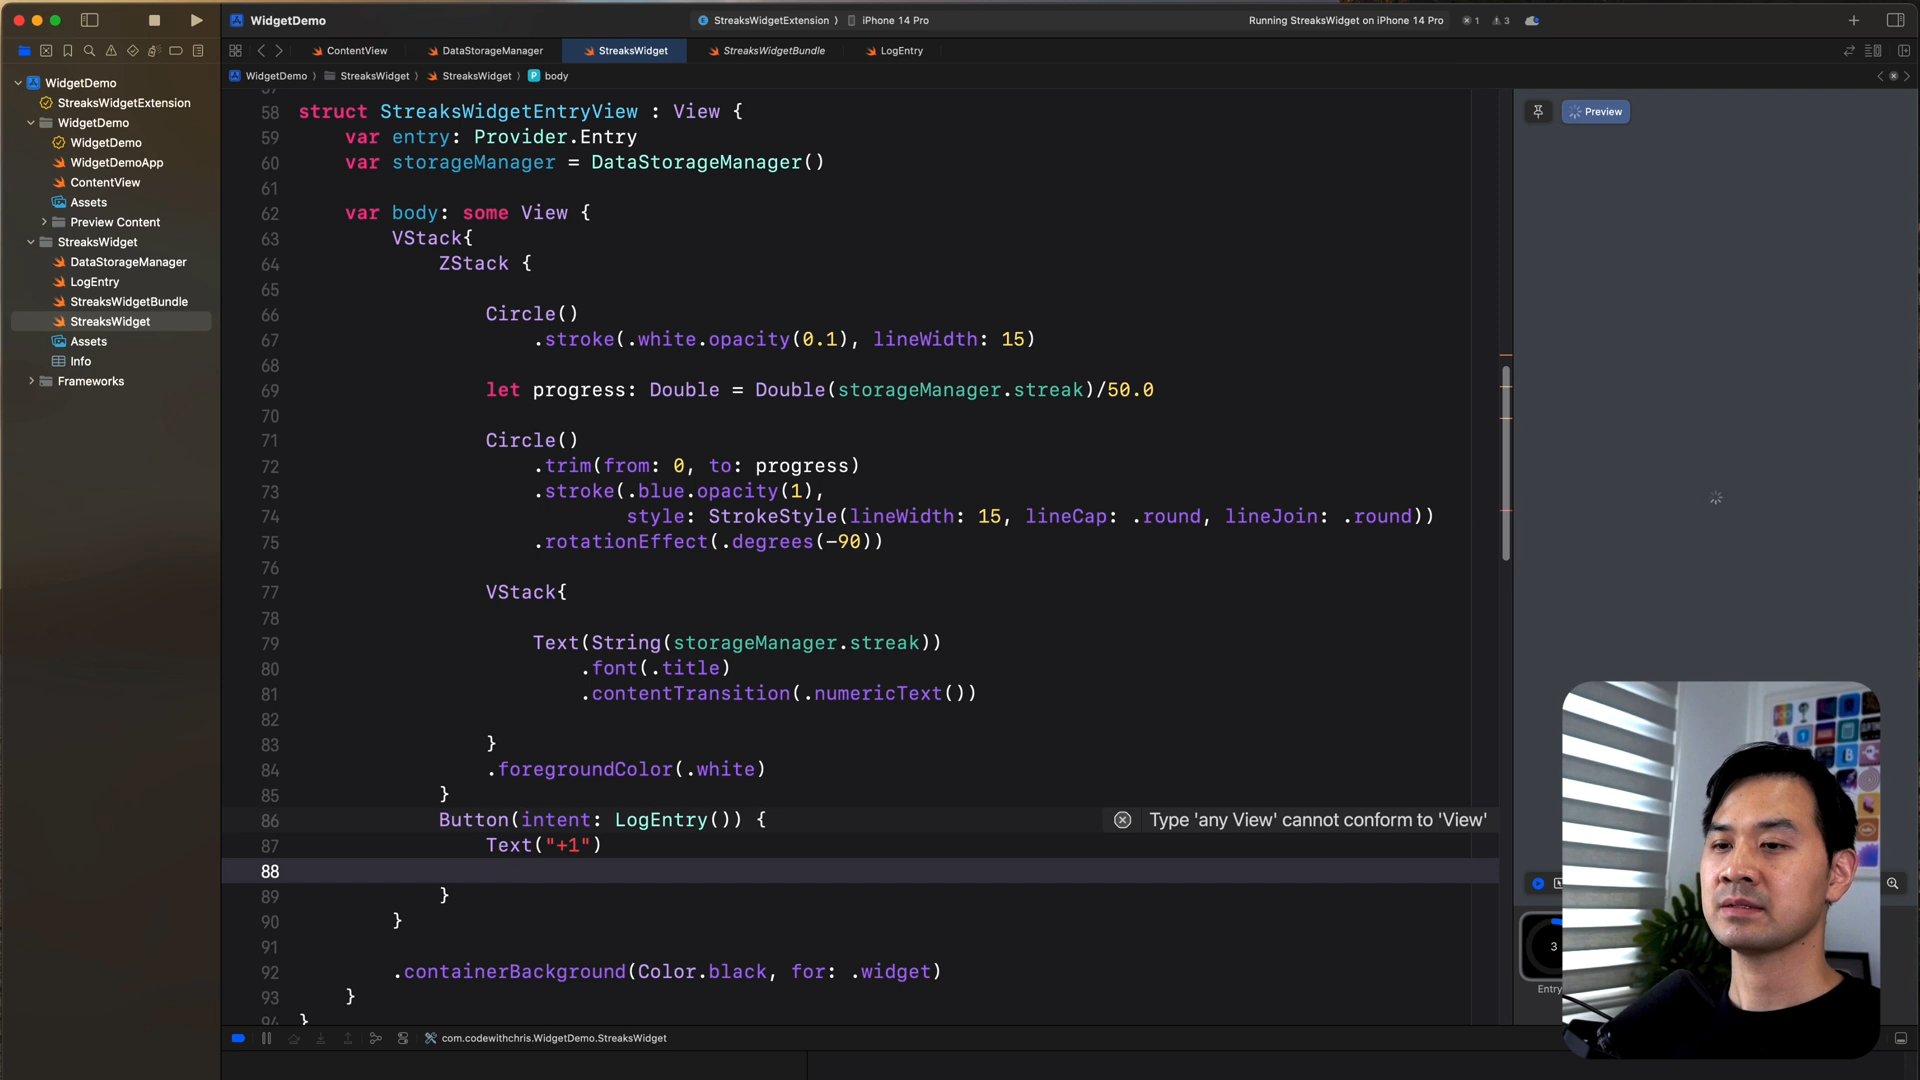 WidgetDemo
StreaksWidgetExtension 〉 iPhone 14 Pro
Running StreaksWidget on iPhone 14 Pro 1 3
ContentView DataStorageManager StreaksWidget StreaksWidgetBundle LogEntry
WidgetDemo 〉 StreaksWidget 〉 StreaksWidget 〉 P body
WidgetDemo
StreaksWidgetExtension
WidgetDemo
WidgetDemo
WidgetDemoApp
ContentView
Assets
Preview Content
StreaksWidget
DataStorageManager
LogEntry
StreaksWidgetBundle
StreaksWidget
Assets
Info
Frameworks
57
58 struct StreaksWidgetEntryView : View {
59 var entry: Provider.Entry
60 var storageManager = DataStorageManager()
61
62 var body: some View {
63 VStack{
64 ZStack {
65
66 Circle()
67 .stroke(.white.opacity(0.1), lineWidth: 15)
68
69 let progress: Double = Double(storageManager.streak)/50.0
70
71 Circle()
72 .trim(from: 0, to: progress)
73 .stroke(.blue.opacity(1),
74 style: StrokeStyle(lineWidth: 15, lineCap: .round, lineJoin: .round))
75 .rotationEffect(.degrees(-90))
76
77 VStack{
78
79 Text(String(storageManager.streak))
80 .font(.title)
81 .contentTransition(.numericText())
82
83 }
84 .foregroundColor(.white)
85 }
86 Button(intent: LogEntry()) { Type 'any View' cannot conform to 'View'
87 Text("+1")
88
89 }
90 }
91
92 .containerBackground(Color.black, for: .widget)
93 }
94 }
Preview
3
Entry
com.codewithchris.WidgetDemo.StreaksWidget